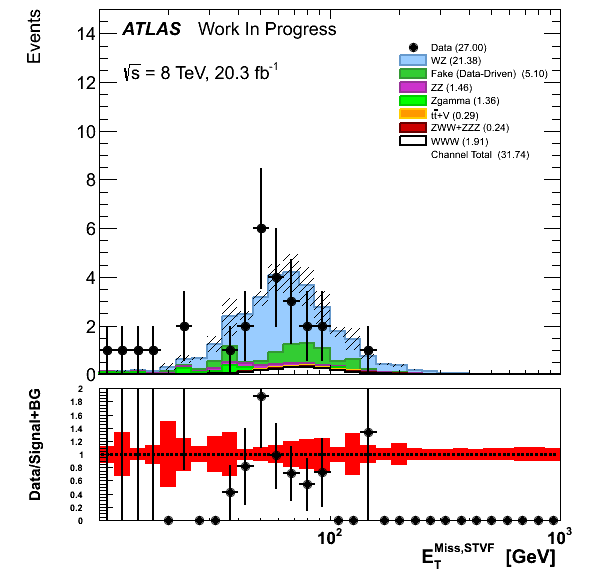 Events
14
12
10
8
6
4
2
0
ATLAS Work In Progress
√s = 8 TeV, 20.3 fb-1
Data (27.00)
WZ (21.38)
Fake (Data-Driven) (5.10)
ZZ (1.46)
Zgamma (1.36)
tt̄+V (0.29)
ZWW+ZZZ (0.24)
WWW (1.91)
Channel Total (31.74)
Data/Signal+BG
2
1.8
1.6
1.4
1.2
1
0.8
0.6
0.4
0.2
0
10²
10³
E_T^Miss,STVF [GeV]